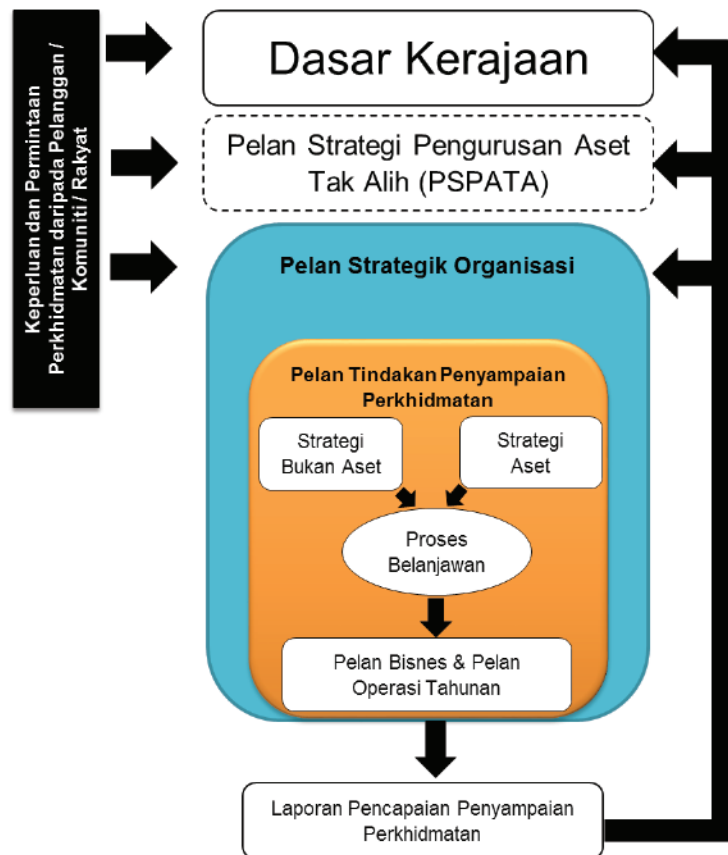 Keperluan dan Permintaan
Perkhidmatan daripada Pelanggan /
Komuniti / Rakyat
Dasar Kerajaan
Pelan Strategi Pengurusan Aset
Tak Alih (PSPATA)
Pelan Strategik Organisasi
Pelan Tindakan Penyampaian
Perkhidmatan
Strategi
Bukan Aset
Strategi
Aset
Proses
Belanjawan
Pelan Bisnes & Pelan
Operasi Tahunan
Laporan Pencapaian Penyampaian
Perkhidmatan